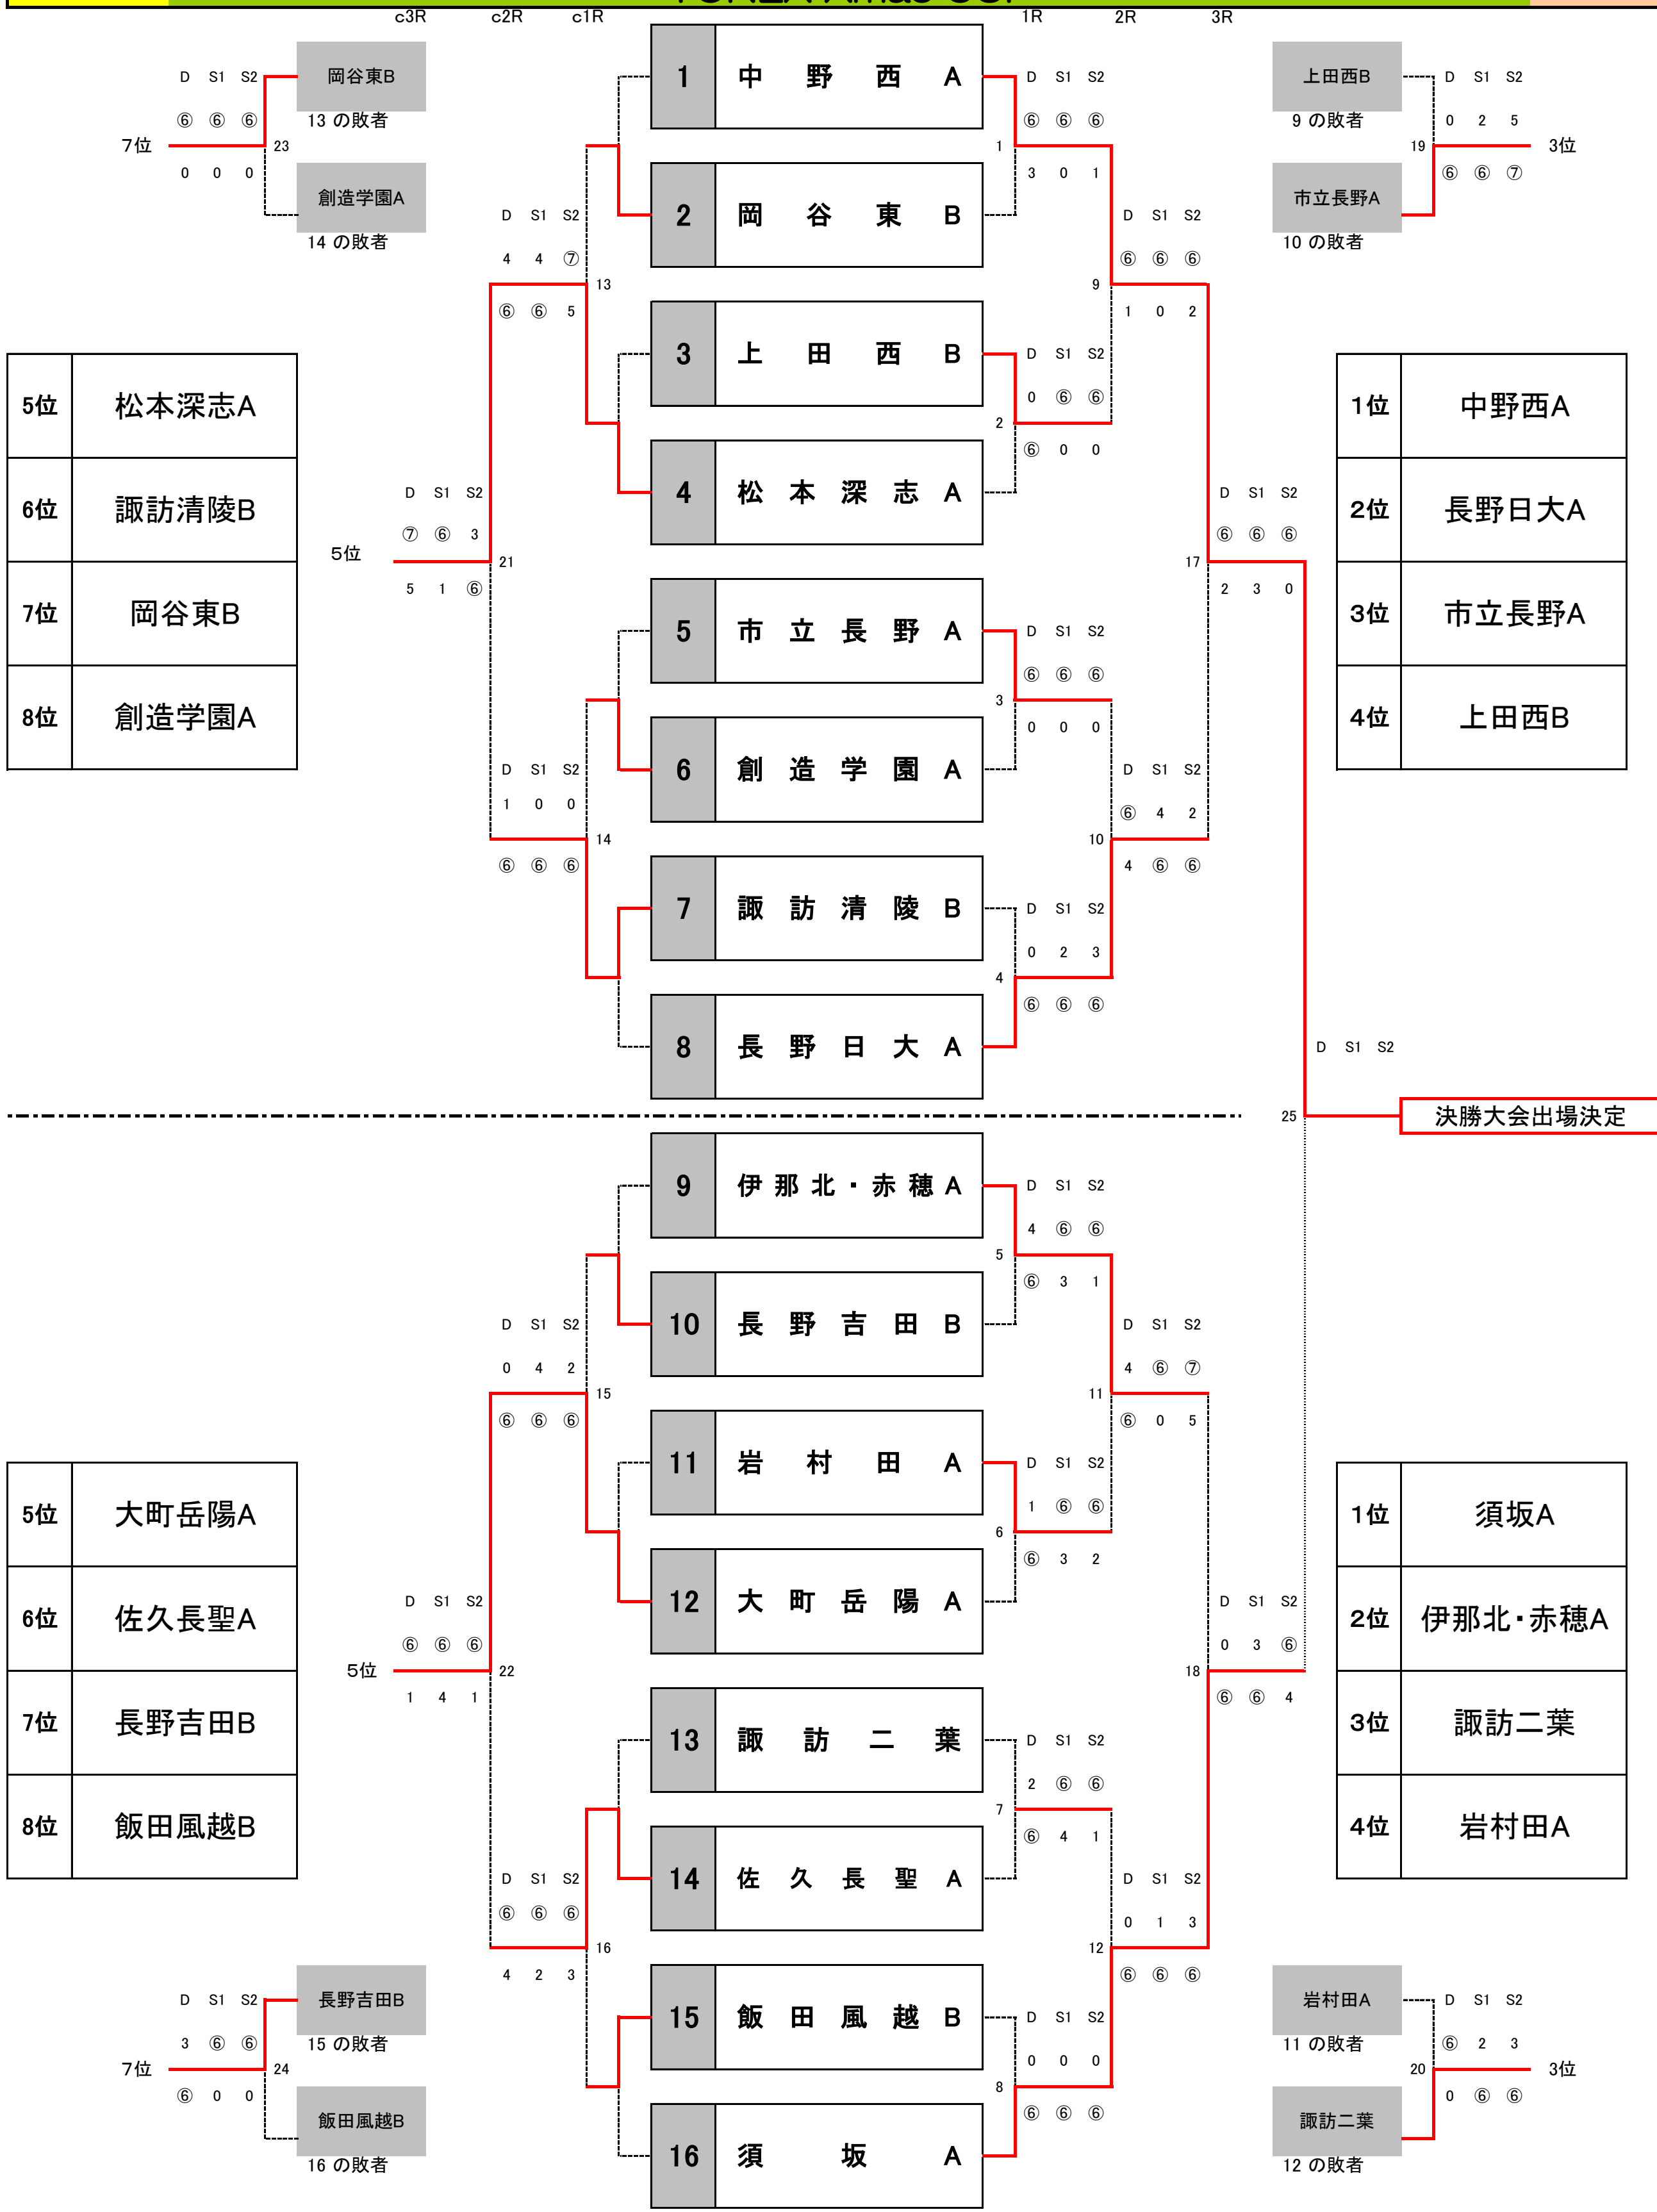 c3R c2R c1R 1R 2R 3R
D S1 S2 岡谷東B 1 中野西A D S1 S2 上田西B D S1 S2
⑥ ⑥ ⑥ 13 の敗者 ⑥ ⑥ ⑥ 9 の敗者 0 2 5
7位 23 1 19 3位
0 0 0 3 0 1 ⑥ ⑥ ⑦
創造学園A 市立長野A
D S1 S2 2 岡谷東B D S1 S2
14 の敗者 10 の敗者
4 4 ⑦ ⑥ ⑥ ⑥
13 9
⑥ ⑥ 5 1 0 2
3 上田西B D S1 S2
0 ⑥ ⑥
5位 松本深志A 1位 中野西A
2
⑥ 0 0
D S1 S2 4 松本深志A D S1 S2
6位 諏訪清陵B 2位 長野日大A
⑦ ⑥ 3 ⑥ ⑥ ⑥
5位 21 17
5 1 ⑥ 2 3 0
7位 岡谷東B 3位 市立長野A
5 市立長野A D S1 S2
⑥ ⑥ ⑥
3
8位 創造学園A 4位 上田西B
0 0 0
D S1 S2 6 創造学園A D S1 S2
1 0 0 ⑥ 4 2
14 10
⑥ ⑥ ⑥ 4 ⑥ ⑥
7 諏訪清陵B D S1 S2
0 2 3
4
⑥ ⑥ ⑥
8 長野日大A D S1 S2
25 決勝大会出場決定
9 伊那北・赤穂A D S1 S2
4 ⑥ ⑥
5
⑥ 3 1
D S1 S2 10 長野吉田B D S1 S2
0 4 2 4 ⑥ ⑦
15 11
⑥ ⑥ ⑥ ⑥ 0 5
11 岩村田A D S1 S2
1 ⑥ ⑥
5位 大町岳陽A 1位 須坂A
6
⑥ 3 2
D S1 S2 12 大町岳陽A D S1 S2
6位 佐久長聖A 2位 伊那北・赤穂A
⑥ ⑥ ⑥ 0 3 ⑥
5位 22 18
1 4 1 ⑥ ⑥ 4
7位 長野吉田B 3位 諏訪二葉
13 諏訪二葉 D S1 S2
2 ⑥ ⑥
7
8位 飯田風越B 4位 岩村田A
⑥ 4 1
D S1 S2 14 佐久長聖A D S1 S2
⑥ ⑥ ⑥ 0 1 3
16 12
4 2 3 ⑥ ⑥ ⑥
D S1 S2 長野吉田B 岩村田A D S1 S2
15 飯田風越B D S1 S2
3 ⑥ ⑥ 15 の敗者 11 の敗者 ⑥ 2 3
0 0 0
7位 24 20 3位
8
⑥ 0 0 0 ⑥ ⑥
⑥ ⑥ ⑥
飯田風越B 諏訪二葉
16 須坂A
16 の敗者 12 の敗者